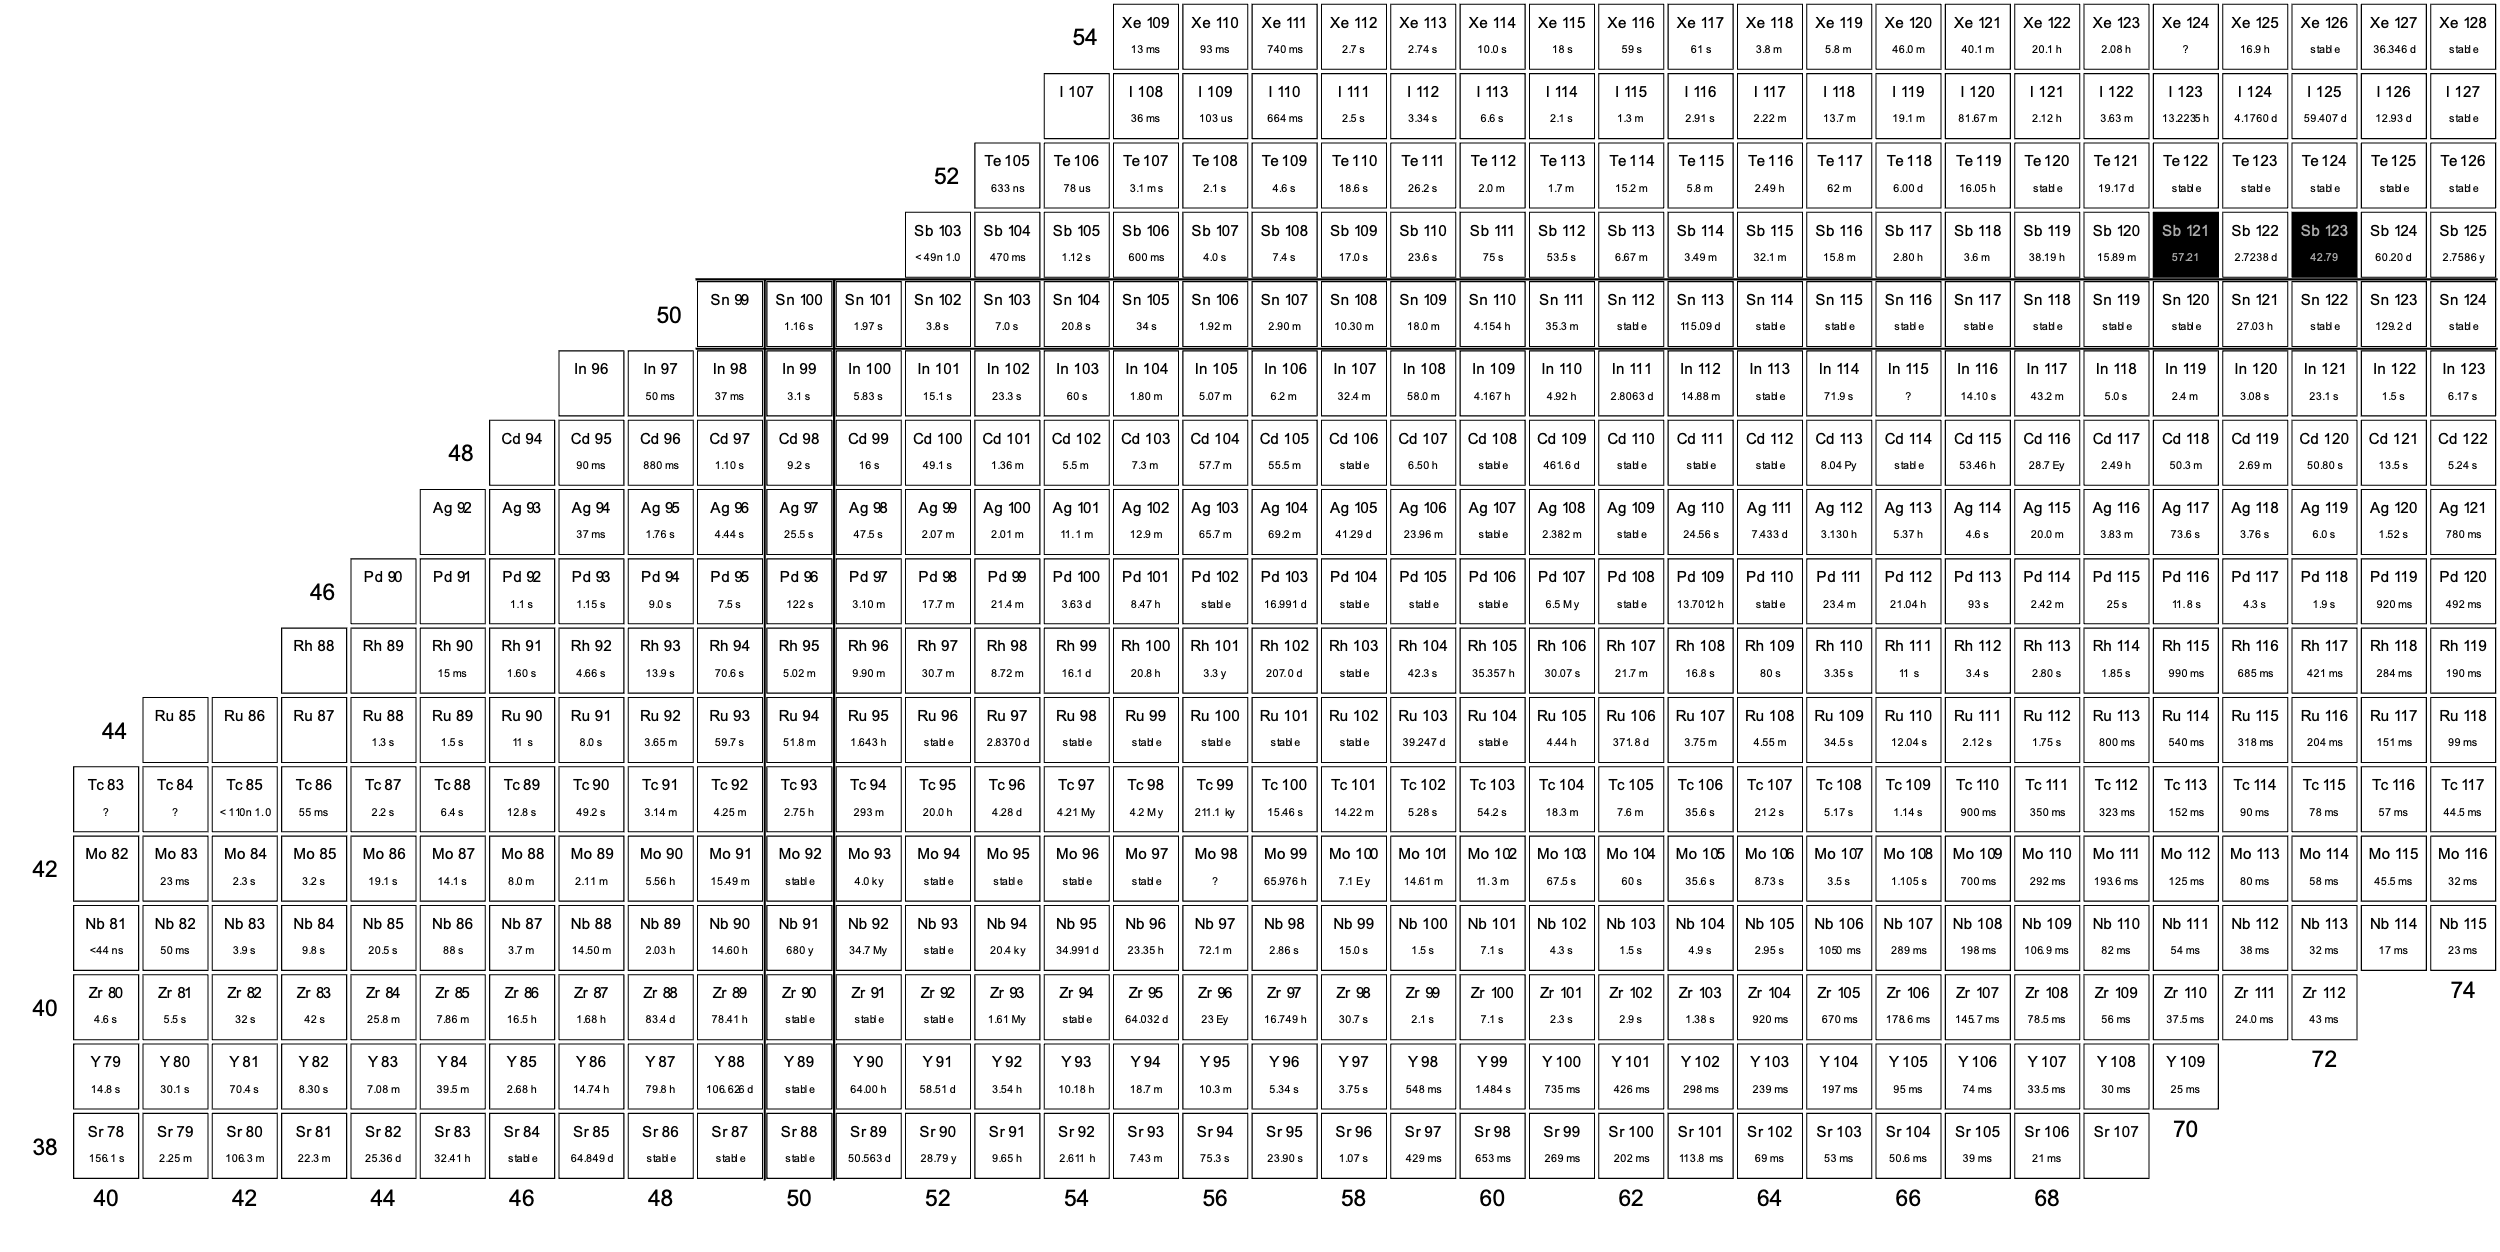 54 Xe 109 Xe 110 Xe 111 Xe 112 Xe 113 Xe 114 Xe 115 Xe 116 Xe 117 Xe 118 Xe 119 Xe 120 Xe 121 Xe 122 Xe 123 Xe 124 Xe 125 Xe 126 Xe 127 Xe 128
13 ms 93 ms 740 ms 2.7 s 2.74 s 10.0 s 18 s 59 s 61 s 3.8 m 5.8 m 46.0 m 40.1 m 20.1 h 2.08 h ? 16.9 h stable 36.346 d stable
I 107 I 108 I 109 I 110 I 111 I 112 I 113 I 114 I 115 I 116 I 117 I 118 I 119 I 120 I 121 I 122 I 123 I 124 I 125 I 126 I 127
36 ms 103 us 664 ms 2.5 s 3.34 s 6.6 s 2.1 s 1.3 m 2.91 s 2.22 m 13.7 m 19.1 m 81.67 m 2.12 h 3.63 m 13.2235 h 4.1760 d 59.407 d 12.93 d stable
52 Te 105 Te 106 Te 107 Te 108 Te 109 Te 110 Te 111 Te 112 Te 113 Te 114 Te 115 Te 116 Te 117 Te 118 Te 119 Te 120 Te 121 Te 122 Te 123 Te 124 Te 125 Te 126
633 ns 78 us 3.1 ms 2.1 s 4.6 s 18.6 s 26.2 s 2.0 m 1.7 m 15.2 m 5.8 m 2.49 h 62 m 6.00 d 16.05 h stable 19.17 d stable stable stable stable stable
Sb 103 Sb 104 Sb 105 Sb 106 Sb 107 Sb 108 Sb 109 Sb 110 Sb 111 Sb 112 Sb 113 Sb 114 Sb 115 Sb 116 Sb 117 Sb 118 Sb 119 Sb 120 Sb 121 Sb 122 Sb 123 Sb 124 Sb 125
<49n 1.0 470 ms 1.12 s 600 ms 4.0 s 7.4 s 17.0 s 23.6 s 75 s 53.5 s 6.67 m 3.49 m 32.1 m 15.8 m 2.80 h 3.6 m 38.19 h 15.89 m 57.21 2.7238 d 42.79 60.20 d 2.7586 y
50 Sn 99 Sn 100 Sn 101 Sn 102 Sn 103 Sn 104 Sn 105 Sn 106 Sn 107 Sn 108 Sn 109 Sn 110 Sn 111 Sn 112 Sn 113 Sn 114 Sn 115 Sn 116 Sn 117 Sn 118 Sn 119 Sn 120 Sn 121 Sn 122 Sn 123 Sn 124
1.16 s 1.97 s 3.8 s 7.0 s 20.8 s 34 s 1.92 m 2.90 m 10.30 m 18.0 m 4.154 h 35.3 m stable 115.09 d stable stable stable stable stable stable stable 27.03 h stable 129.2 d stable
In 96 In 97 In 98 In 99 In 100 In 101 In 102 In 103 In 104 In 105 In 106 In 107 In 108 In 109 In 110 In 111 In 112 In 113 In 114 In 115 In 116 In 117 In 118 In 119 In 120 In 121 In 122 In 123
50 ms 37 ms 3.1 s 5.83 s 15.1 s 23.3 s 60 s 1.80 m 5.07 m 6.2 m 32.4 m 58.0 m 4.167 h 4.92 h 2.8063 d 14.88 m stable 71.9 s ? 14.10 s 43.2 m 5.0 s 2.4 m 3.08 s 23.1 s 1.5 s 6.17 s
48 Cd 94 Cd 95 Cd 96 Cd 97 Cd 98 Cd 99 Cd 100 Cd 101 Cd 102 Cd 103 Cd 104 Cd 105 Cd 106 Cd 107 Cd 108 Cd 109 Cd 110 Cd 111 Cd 112 Cd 113 Cd 114 Cd 115 Cd 116 Cd 117 Cd 118 Cd 119 Cd 120 Cd 121 Cd 122
90 ms 880 ms 1.10 s 9.2 s 16 s 49.1 s 1.36 m 5.5 m 7.3 m 57.7 m 55.5 m stable 6.50 h stable 461.6 d stable stable stable 8.04 Py stable 53.46 h 28.7 Ey 2.49 h 50.3 m 2.69 m 50.80 s 13.5 s 5.24 s
Ag 92 Ag 93 Ag 94 Ag 95 Ag 96 Ag 97 Ag 98 Ag 99 Ag 100 Ag 101 Ag 102 Ag 103 Ag 104 Ag 105 Ag 106 Ag 107 Ag 108 Ag 109 Ag 110 Ag 111 Ag 112 Ag 113 Ag 114 Ag 115 Ag 116 Ag 117 Ag 118 Ag 119 Ag 120 Ag 121
37 ms 1.76 s 4.44 s 25.5 s 47.5 s 2.07 m 2.01 m 11.1 m 12.9 m 65.7 m 69.2 m 41.29 d 23.96 m stable 2.382 m stable 24.56 s 7.433 d 3.130 h 5.37 h 4.6 s 20.0 m 3.83 m 73.6 s 3.76 s 6.0 s 1.52 s 780 ms
46 Pd 90 Pd 91 Pd 92 Pd 93 Pd 94 Pd 95 Pd 96 Pd 97 Pd 98 Pd 99 Pd 100 Pd 101 Pd 102 Pd 103 Pd 104 Pd 105 Pd 106 Pd 107 Pd 108 Pd 109 Pd 110 Pd 111 Pd 112 Pd 113 Pd 114 Pd 115 Pd 116 Pd 117 Pd 118 Pd 119 Pd 120
1.1 s 1.15 s 9.0 s 7.5 s 122 s 3.10 m 17.7 m 21.4 m 3.63 d 8.47 h stable 16.991 d stable stable stable 6.5 My stable 13.7012 h stable 23.4 m 21.04 h 93 s 2.42 m 25 s 11.8 s 4.3 s 1.9 s 920 ms 492 ms
Rh 88 Rh 89 Rh 90 Rh 91 Rh 92 Rh 93 Rh 94 Rh 95 Rh 96 Rh 97 Rh 98 Rh 99 Rh 100 Rh 101 Rh 102 Rh 103 Rh 104 Rh 105 Rh 106 Rh 107 Rh 108 Rh 109 Rh 110 Rh 111 Rh 112 Rh 113 Rh 114 Rh 115 Rh 116 Rh 117 Rh 118 Rh 119
15 ms 1.60 s 4.66 s 13.9 s 70.6 s 5.02 m 9.90 m 30.7 m 8.72 m 16.1 d 20.8 h 3.3 y 207.0 d stable 42.3 s 35.357 h 30.07 s 21.7 m 16.8 s 80 s 3.35 s 11 s 3.4 s 2.80 s 1.85 s 990 ms 685 ms 421 ms 284 ms 190 ms
44 Ru 85 Ru 86 Ru 87 Ru 88 Ru 89 Ru 90 Ru 91 Ru 92 Ru 93 Ru 94 Ru 95 Ru 96 Ru 97 Ru 98 Ru 99 Ru 100 Ru 101 Ru 102 Ru 103 Ru 104 Ru 105 Ru 106 Ru 107 Ru 108 Ru 109 Ru 110 Ru 111 Ru 112 Ru 113 Ru 114 Ru 115 Ru 116 Ru 117 Ru 118
1.3 s 1.5 s 11 s 8.0 s 3.65 m 59.7 s 51.8 m 1.643 h stable 2.8370 d stable stable stable stable stable 39.247 d stable 4.44 h 371.8 d 3.75 m 4.55 m 34.5 s 12.04 s 2.12 s 1.75 s 800 ms 540 ms 318 ms 204 ms 151 ms 99 ms
Tc 83 Tc 84 Tc 85 Tc 86 Tc 87 Tc 88 Tc 89 Tc 90 Tc 91 Tc 92 Tc 93 Tc 94 Tc 95 Tc 96 Tc 97 Tc 98 Tc 99 Tc 100 Tc 101 Tc 102 Tc 103 Tc 104 Tc 105 Tc 106 Tc 107 Tc 108 Tc 109 Tc 110 Tc 111 Tc 112 Tc 113 Tc 114 Tc 115 Tc 116 Tc 117
? ? <110n 1.0 55 ms 2.2 s 6.4 s 12.8 s 49.2 s 3.14 m 4.25 m 2.75 h 293 m 20.0 h 4.28 d 4.21 My 4.2 My 211.1 ky 15.46 s 14.22 m 5.28 s 54.2 s 18.3 m 7.6 m 35.6 s 21.2 s 5.17 s 1.14 s 900 ms 350 ms 323 ms 152 ms 90 ms 78 ms 57 ms 44.5 ms
42 Mo 82 Mo 83 Mo 84 Mo 85 Mo 86 Mo 87 Mo 88 Mo 89 Mo 90 Mo 91 Mo 92 Mo 93 Mo 94 Mo 95 Mo 96 Mo 97 Mo 98 Mo 99 Mo 100 Mo 101 Mo 102 Mo 103 Mo 104 Mo 105 Mo 106 Mo 107 Mo 108 Mo 109 Mo 110 Mo 111 Mo 112 Mo 113 Mo 114 Mo 115 Mo 116
23 ms 2.3 s 3.2 s 19.1 s 14.1 s 8.0 m 2.11 m 5.56 h 15.49 m stable 4.0 ky stable stable stable stable ? 65.976 h 7.1 Ey 14.61 m 11.3 m 67.5 s 60 s 35.6 s 8.73 s 3.5 s 1.105 s 700 ms 292 ms 193.6 ms 125 ms 80 ms 58 ms 45.5 ms 32 ms
Nb 81 Nb 82 Nb 83 Nb 84 Nb 85 Nb 86 Nb 87 Nb 88 Nb 89 Nb 90 Nb 91 Nb 92 Nb 93 Nb 94 Nb 95 Nb 96 Nb 97 Nb 98 Nb 99 Nb 100 Nb 101 Nb 102 Nb 103 Nb 104 Nb 105 Nb 106 Nb 107 Nb 108 Nb 109 Nb 110 Nb 111 Nb 112 Nb 113 Nb 114 Nb 115
<44 ns 50 ms 3.9 s 9.8 s 20.5 s 88 s 3.7 m 14.50 m 2.03 h 14.60 h 680 y 34.7 My stable 20.4 ky 34.991 d 23.35 h 72.1 m 2.86 s 15.0 s 1.5 s 7.1 s 4.3 s 1.5 s 4.9 s 2.95 s 1050 ms 289 ms 198 ms 106.9 ms 82 ms 54 ms 38 ms 32 ms 17 ms 23 ms
40 Zr 80 Zr 81 Zr 82 Zr 83 Zr 84 Zr 85 Zr 86 Zr 87 Zr 88 Zr 89 Zr 90 Zr 91 Zr 92 Zr 93 Zr 94 Zr 95 Zr 96 Zr 97 Zr 98 Zr 99 Zr 100 Zr 101 Zr 102 Zr 103 Zr 104 Zr 105 Zr 106 Zr 107 Zr 108 Zr 109 Zr 110 Zr 111 Zr 112 74
4.6 s 5.5 s 32 s 42 s 25.8 m 7.86 m 16.5 h 1.68 h 83.4 d 78.41 h stable stable stable 1.61 My stable 64.032 d 23 Ey 16.749 h 30.7 s 2.1 s 7.1 s 2.3 s 2.9 s 1.38 s 920 ms 670 ms 178.6 ms 145.7 ms 78.5 ms 56 ms 37.5 ms 24.0 ms 43 ms
Y 79 Y 80 Y 81 Y 82 Y 83 Y 84 Y 85 Y 86 Y 87 Y 88 Y 89 Y 90 Y 91 Y 92 Y 93 Y 94 Y 95 Y 96 Y 97 Y 98 Y 99 Y 100 Y 101 Y 102 Y 103 Y 104 Y 105 Y 106 Y 107 Y 108 Y 109 72
14.8 s 30.1 s 70.4 s 8.30 s 7.08 m 39.5 m 2.68 h 14.74 h 79.8 h 106.626 d stable 64.00 h 58.51 d 3.54 h 10.18 h 18.7 m 10.3 m 5.34 s 3.75 s 548 ms 1.484 s 735 ms 426 ms 298 ms 239 ms 197 ms 95 ms 74 ms 33.5 ms 30 ms 25 ms
38 Sr 78 Sr 79 Sr 80 Sr 81 Sr 82 Sr 83 Sr 84 Sr 85 Sr 86 Sr 87 Sr 88 Sr 89 Sr 90 Sr 91 Sr 92 Sr 93 Sr 94 Sr 95 Sr 96 Sr 97 Sr 98 Sr 99 Sr 100 Sr 101 Sr 102 Sr 103 Sr 104 Sr 105 Sr 106 Sr 107 70
156.1 s 2.25 m 106.3 m 22.3 m 25.36 d 32.41 h stable 64.849 d stable stable stable 50.563 d 28.79 y 9.65 h 2.611 h 7.43 m 75.3 s 23.90 s 1.07 s 429 ms 653 ms 269 ms 202 ms 113.8 ms 69 ms 53 ms 50.6 ms 39 ms 21 ms
40 42 44 46 48 50 52 54 56 58 60 62 64 66 68